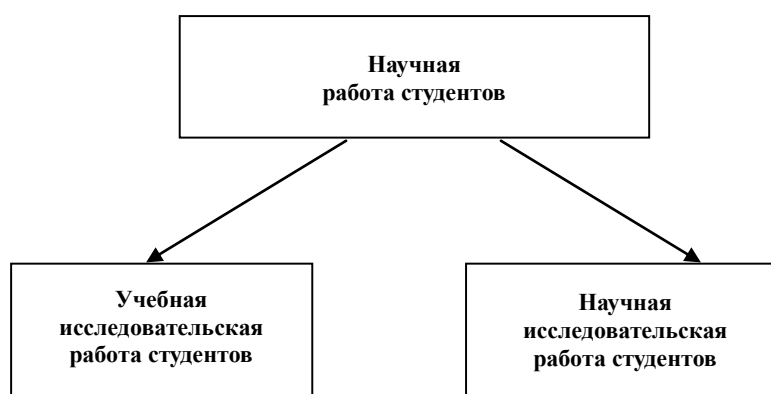 Научная
работа студентов
Учебная
исследовательская
работа студентов
Научная
исследовательская
работа студентов